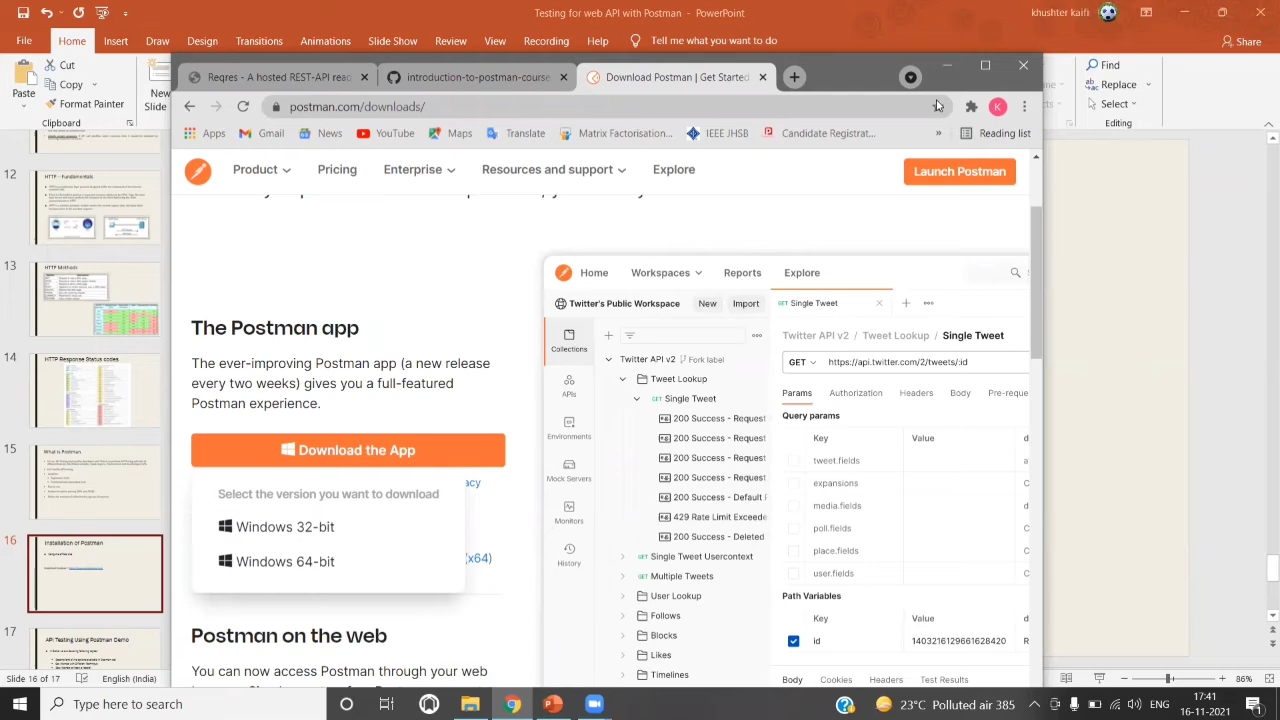 Testing for web API with Postman - PowerPoint
khushter kaifi
File Home Insert Draw Design Transitions Animations Slide Show Review View Recording Help Tell me what you want to do Share
Paste
Cut
Copy
Format Painter
Clipboard
New
Slide
Find
Replace
Select
Editing
Reqres - A hosted REST-API read
introduction-to-postman-course
Download Postman | Get Started
postman.com/downloads/
K
Apps Gmail News YouTube Maps Translate Matrix Factorisation... IEEE JHSB Candidate Registrat... » Reading list
Product Pricing Enterprise Resources and support Explore Launch Postman
The Postman app
The ever-improving Postman app (a new release
every two weeks) gives you a full-featured
Postman experience.
Download the App
acy
Select the version you want to download
Windows 32-bit
Windows 64-bit
(x64)
Postman on the web
You can now access Postman through your web
Home Workspaces Reports Explore
Twitter's Public Workspace New Import
GET Single Tweet
Collections
APIs
Environments
Mock Servers
Monitors
History
Twitter API v2 Fork label
Tweet Lookup
GET Single Tweet
200 Success - Request
200 Success - Request
200 Success - Request
200 Success - Request
200 Success - Default
429 Rate Limit Exceede
200 Success - Deleted
GET Single Tweet Usercontext
GET Multiple Tweets
User Lookup
Follows
Blocks
Likes
Timelines
Twitter API v2 / Tweet Lookup / Single Tweet
GET https://api.twitter.com/2/tweets/:id
Params Authorization Headers Body Pre-reque
Query params
Key Value d
tweet.fields a
expansions C
media.fields d
poll.fields
place.fields C
user.fields C
Path Variables
Key Value d
id 1403216129661628420 R
Body Cookies Headers Test Results
12
HTTP - Fundamentals
13
HTTP Methods
14
HTTP Response Status codes
15
What is Postman
16
Installation of Postman
17
API Testing Using Postman Demo
Slide 16 of 17 English (India)
86%
Type here to search
23°C Polluted air 385
ENG
17:41
16-11-2021